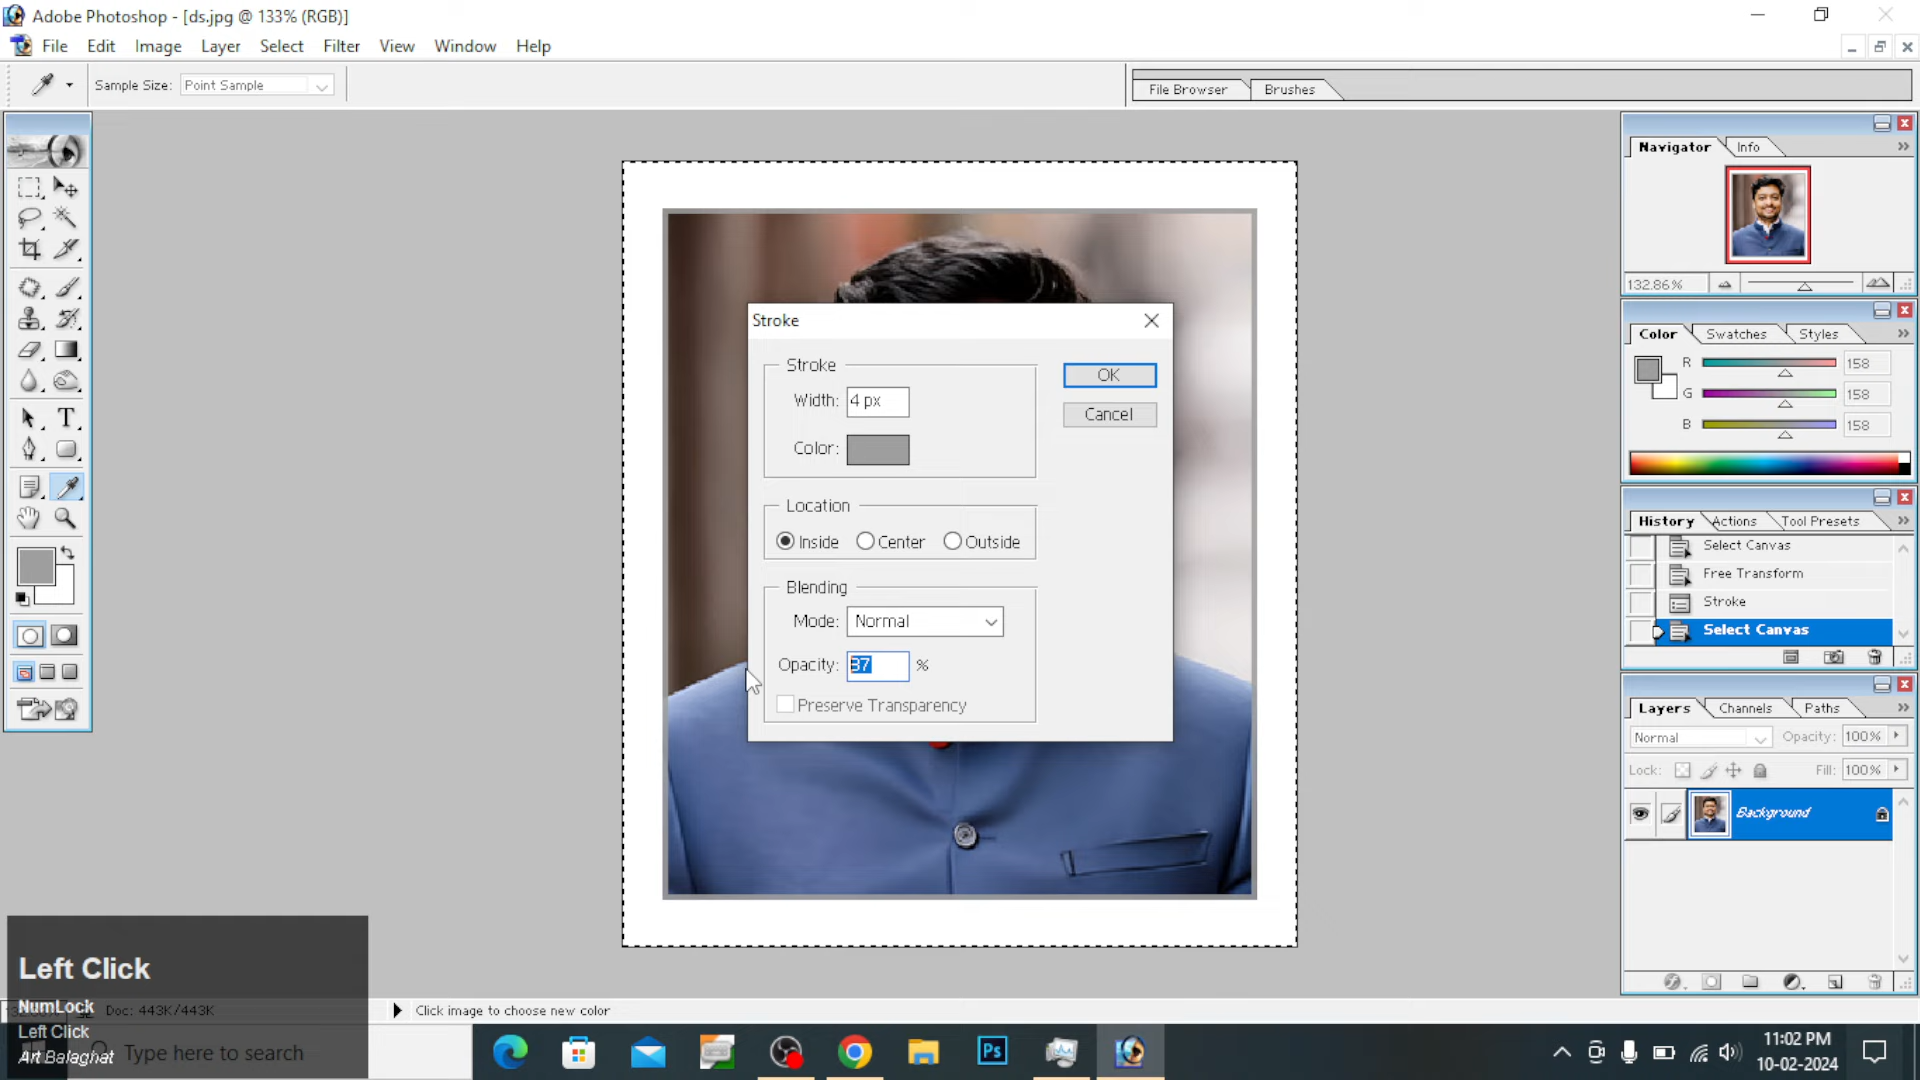 Adobe Photoshop - [ds.jpg @ 133% (RGB)]
File Edit Image Layer Select Filter View Window Help
Sample Size: Point Sample
File Browser Brushes
Navigator Info
132.86%
Color Swatches Styles
R 158
G 158
B 158
History Actions Tool Presets
Select Canvas
Free Transform
Stroke
Select Canvas
Layers Channels Paths
Normal Opacity: 100%
Lock: Fill: 100%
Background
Stroke
Stroke
Width: 4 px
Color:
OK
Cancel
Location
Inside Center Outside
Blending
Mode: Normal
Opacity: 37 %
Preserve Transparency
Left Click
NumLock
Left Click
Art Balaghat
Doc: 443K/443K
Click image to choose new color
Type here to search
Ps
11:02 PM
10-02-2024